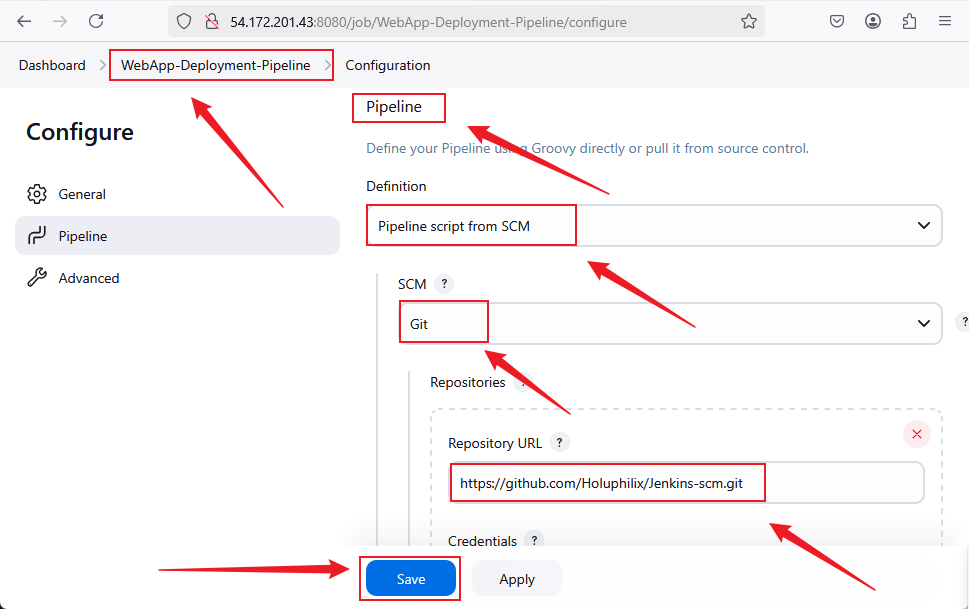 54.172.201.43:8080/job/WebApp-Deployment-Pipeline/configure
Dashboard > WebApp-Deployment-Pipeline > Configuration
Configure
General
Pipeline
Advanced
Pipeline
Define your Pipeline using Groovy directly or pull it from source control.
Definition
Pipeline script from SCM
SCM ?
Git
?
Repositories ?
Repository URL ?
https://github.com/Holuphilix/Jenkins-scm.git
Credentials ?
Save
Apply